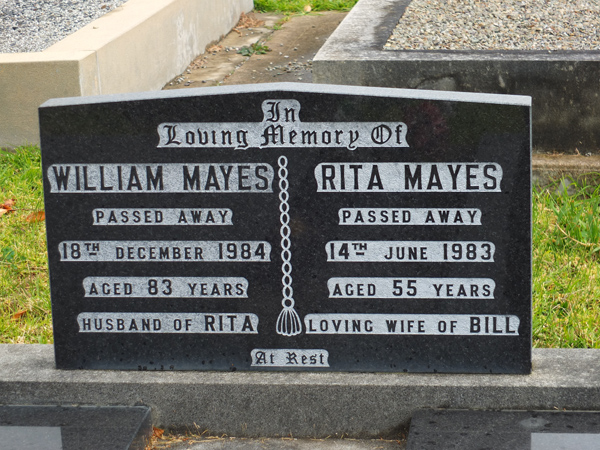 In
Loving Memory Of
WILLIAM MAYES
PASSED AWAY
18TH DECEMBER 1984
AGED 83 YEARS
HUSBAND OF RITA
RITA MAYES
PASSED AWAY
14TH JUNE 1983
AGED 55 YEARS
LOVING WIFE OF BILL
At Rest